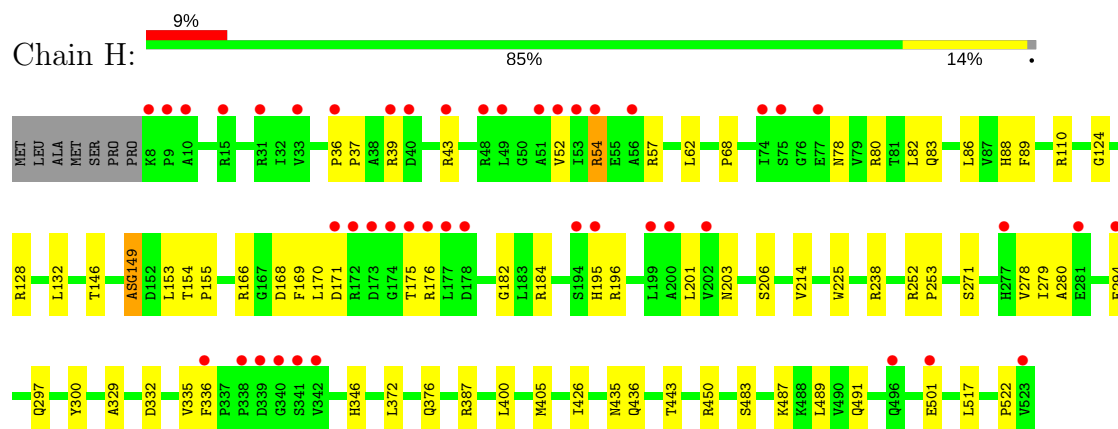 9%
Chain H:
85% 14% •
MET LEU ALA MET SER PRO PRO K8 P9 A10 R15 R31 I32 V33 P36 P37 A38 R39 D40 R43 R48 L49 G50 A51 V52 I53 R54 E55 A56 R57 L62 P68 I74 S75 G76 E77 N78 V79 R80 T81 L82 Q83 L86 V87 H88 F89 R110 G124
R128 L132 T146 ASG149 D152 L153 T154 P155 R166 G167 D168 F169 L170 D171 R172 D173 G174 T175 R176 L177 D178 G182 L183 R184 S194 H195 R196 L199 A200 L201 V202 N203 S206 V214 W225 R238 R252 P253 S271 H277 V278 I279 A280 E281
Q297 Y300 A329 D332 V335 F336 P337 P338 D339 G340 S341 V342 H346 L372 Q376 R387 L400 M405 I426 N435 Q436 T443 R450 S483 K487 K488 L489 V490 Q491 Q496 E501 L517 P522 V523